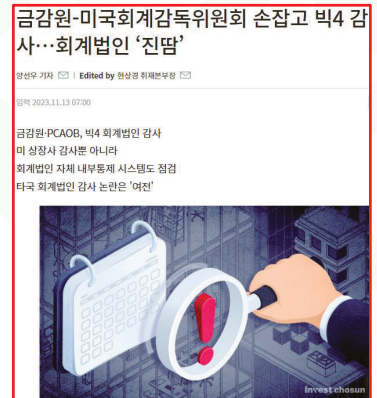 금감원-미국회계감독위원회 손잡고 빅4 감
사…회계법인 ‘진땀’
양선우 기자 | Edited by 현상경 취재본부장
입력 2023.11.13 07:00
금감원·PCAOB, 빅4 회계법인 감사
미 상장사 감사뿐 아니라
회계법인 자체 내부통제 시스템도 점검
타국 회계법인 감사 논란은 '여전'
Invest chosun